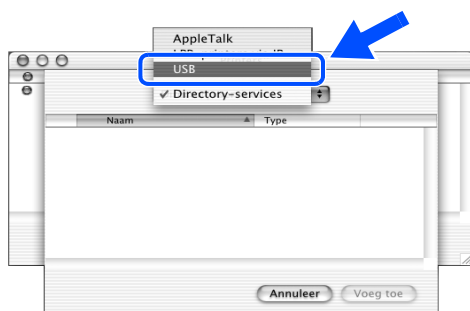 AppleTalk
USB
✓ Directory-services
Naam Type
Annuleer Voeg toe